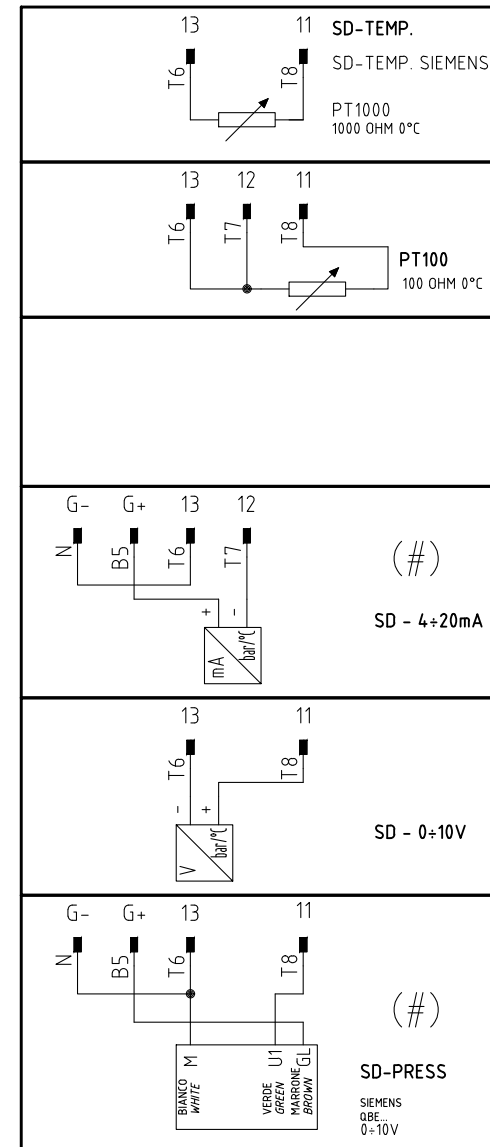 13 11 SD-TEMP.
T6 T8 SD-TEMP. SIEMENS
PT1000
1000 OHM 0°C
13 12 11
T6 T7 T8
PT100
100 OHM 0°C
G- G+ 13 12
N B5 T6 T7
(#)
+ -
SD - 4÷20mA
mA bar/°C
13 11
T6 T8
- +
SD - 0÷10V
V bar/°C
G- G+ 13 11
N B5 T6 T8
(#)
M U1 GL
BIANCO VERDE MARRONE
WHITE GREEN BROWN
SD-PRESS
SIEMENS
QBE...
0÷10V